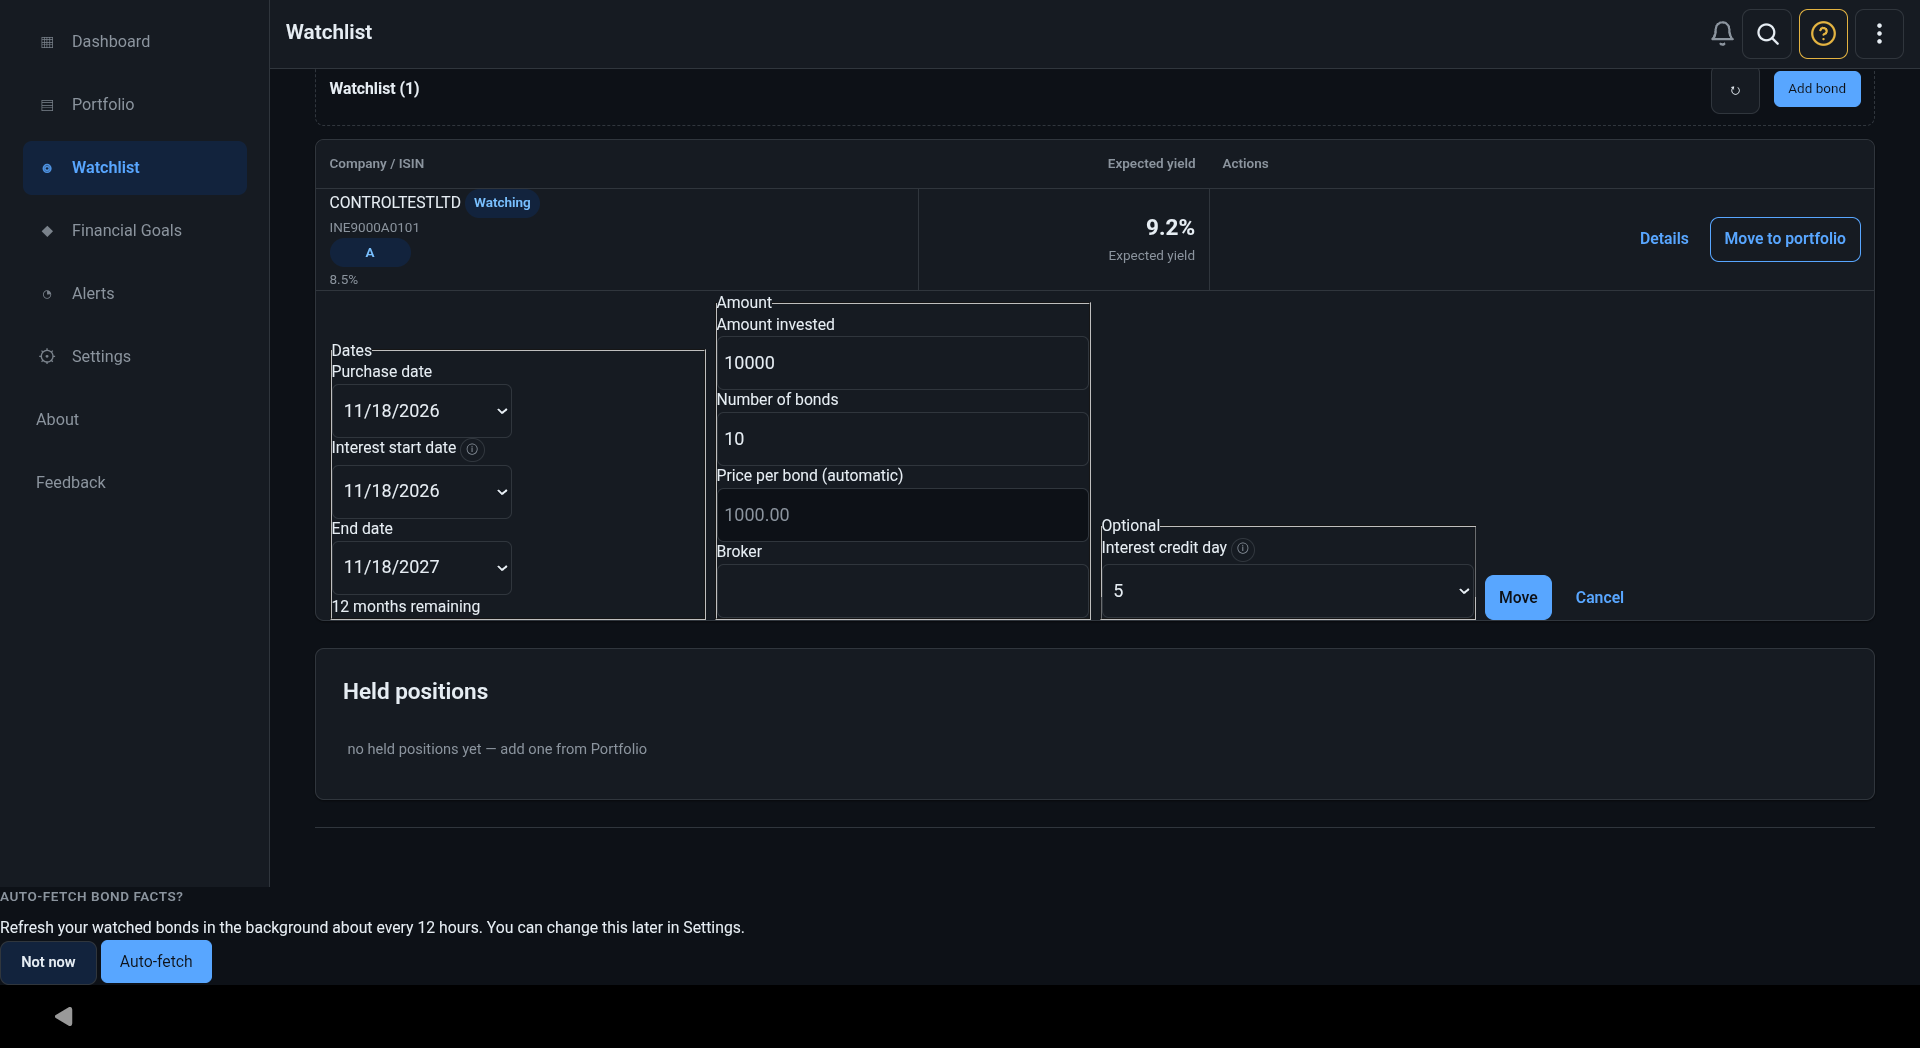 Dashboard
Portfolio
Watchlist
Financial Goals
Alerts
Settings
About
Feedback
Watchlist
Watchlist (1)
Add bond
Company / ISIN
Expected yield
Actions
CONTROLTESTLTD Watching
INE9000A0101
A
8.5%
9.2%
Expected yield
Details
Move to portfolio
Dates
Purchase date
11/18/2026
Interest start date
11/18/2026
End date
11/18/2027
12 months remaining
Amount
Amount invested
10000
Number of bonds
10
Price per bond (automatic)
1000.00
Broker
Optional
Interest credit day
5
Move
Cancel
Held positions
no held positions yet — add one from Portfolio
AUTO-FETCH BOND FACTS?
Refresh your watched bonds in the background about every 12 hours. You can change this later in Settings.
Not now
Auto-fetch